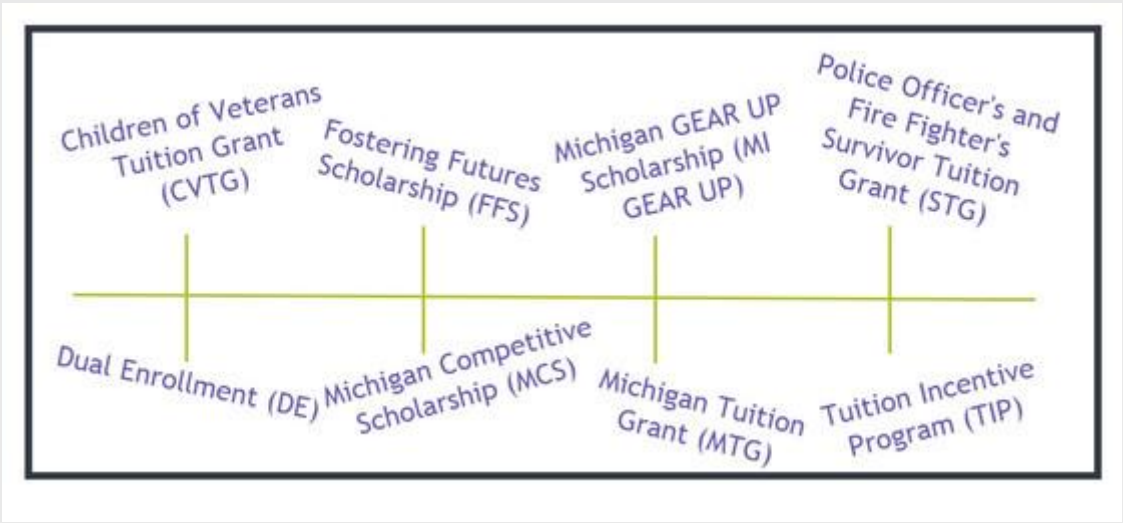 Children of Veterans
Tuition Grant
(CVTG)
Fostering Futures
Scholarship (FFS)
Michigan GEAR UP
Scholarship (MI
GEAR UP)
Police Officer's and
Fire Fighter's
Survivor Tuition
Grant (STG)
Dual Enrollment (DE)
Michigan Competitive
Scholarship (MCS)
Michigan Tuition
Grant (MTG)
Tuition Incentive
Program (TIP)